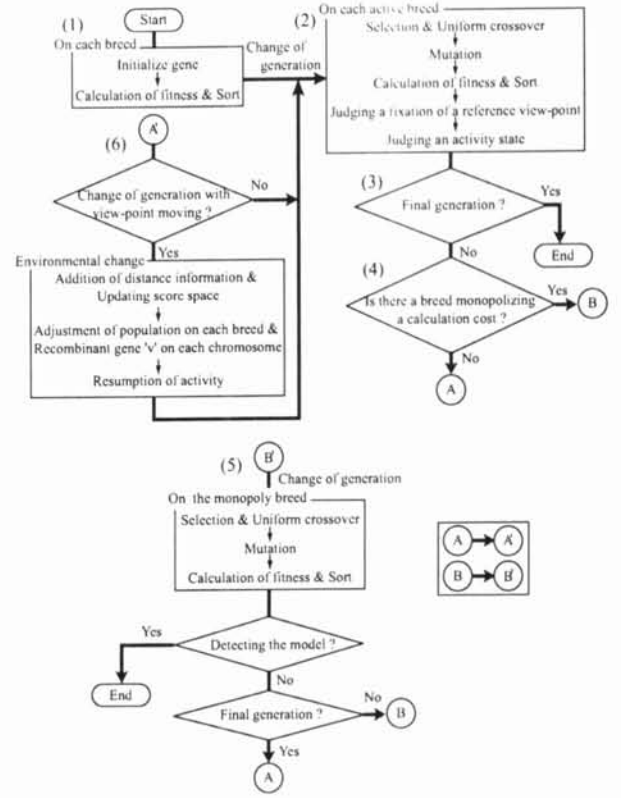 (1)
Start
On each breed
Initialize gene
Calculation of fitness & Sort
Change of
generation
(2)
On each active breed
Selection & Uniform crossover
Mutation
Calculation of fitness & Sort
Judging a fixation of a reference view-point
Judging an activity state
(3)
Final generation ?
Yes
End
No
(4)
Is there a breed monopolizing
a calculation cost ?
Yes
B
No
A
(6)
A'
Change of generation with
view-point moving ?
No
Yes
Environmental change
Addition of distance information &
Updating score space
Adjustment of population on each breed &
Recombinant gene 'v' on each chromosome
Resumption of activity
(5)
B'
Change of generation
On the monopoly breed
Selection & Uniform crossover
Mutation
Calculation of fitness & Sort
Detecting the model ?
Yes
End
No
Final generation ?
No
B
Yes
A
A A'
B B'